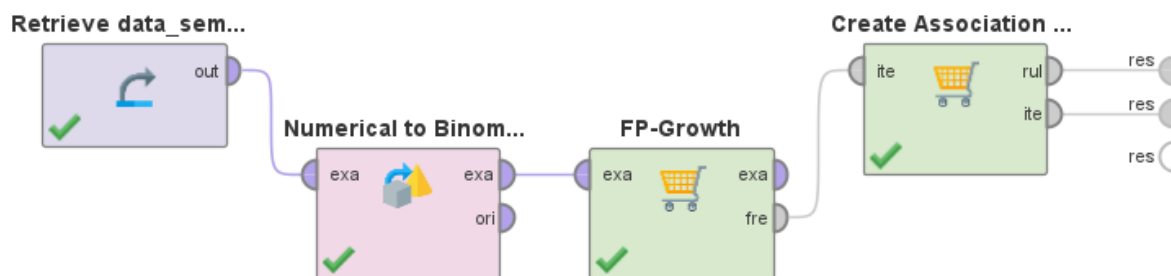 Retrieve data_sem...
out
Numerical to Binom...
exa
exa
ori
FP-Growth
exa
exa
fre
Create Association ...
ite
rul
ite
res
res
res